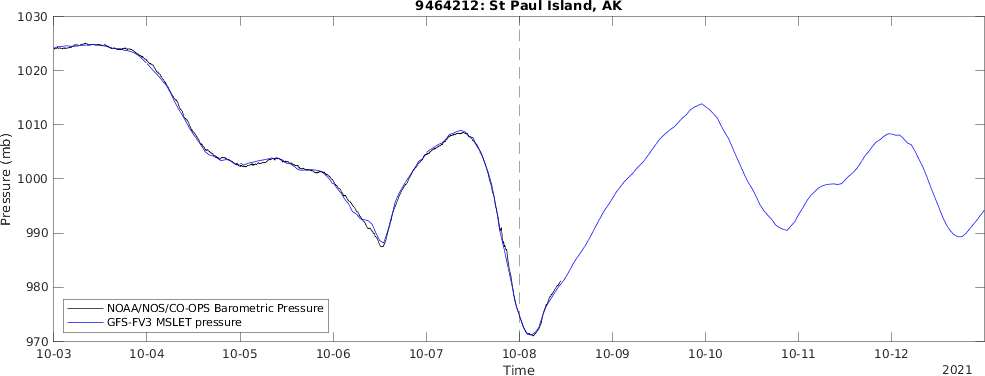 9464212: St Paul Island, AK
Pressure (mb)
1030
1020
1010
1000
990
980
970
NOAA/NOS/CO-OPS Barometric Pressure
GFS-FV3 MSLET pressure
10-03 10-04 10-05 10-06 10-07 10-08 10-09 10-10 10-11 10-12
Time
2021